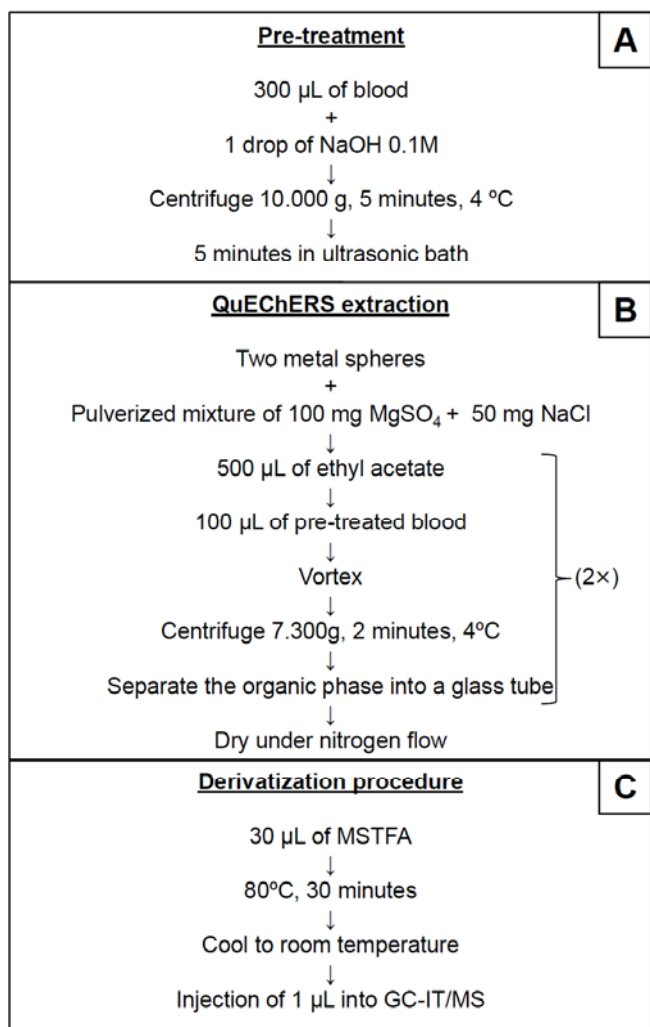 Pre-treatment
A
300 µL of blood
+
1 drop of NaOH 0.1M
↓
Centrifuge 10.000 g, 5 minutes, 4 ºC
↓
5 minutes in ultrasonic bath
QuEChERS extraction
B
Two metal spheres
+
Pulverized mixture of 100 mg MgSO₄ + 50 mg NaCl
↓
500 µL of ethyl acetate
↓
100 µL of pre-treated blood
↓
Vortex
(2×)
↓
Centrifuge 7.300g, 2 minutes, 4ºC
↓
Separate the organic phase into a glass tube
↓
Dry under nitrogen flow
Derivatization procedure
C
30 µL of MSTFA
↓
80ºC, 30 minutes
↓
Cool to room temperature
↓
Injection of 1 µL into GC-IT/MS